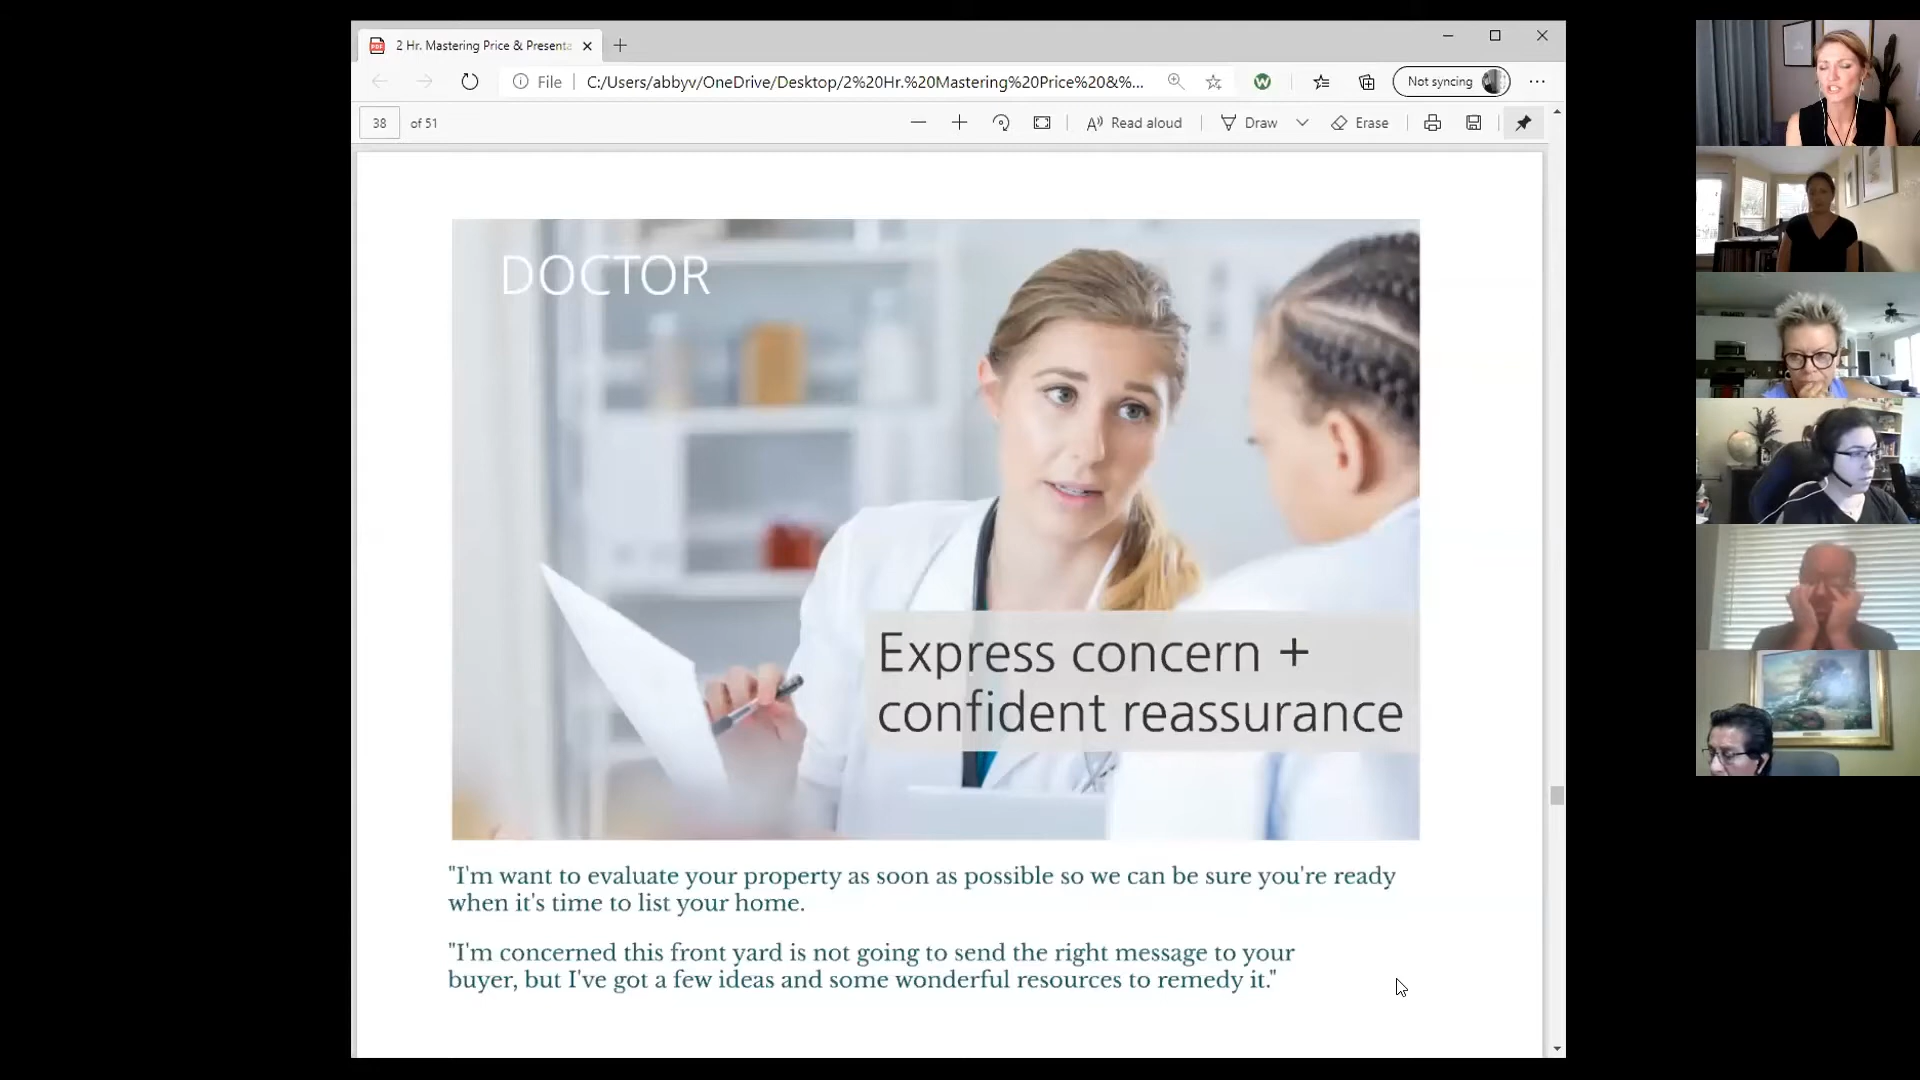 2 Hr. Mastering Price & Presenta
Not syncing
File
C:/Users/abbyv/OneDrive/Desktop/2%20Hr.%20Mastering%20Price%20&%...
38 of 51
Read aloud
Draw
Erase
DOCTOR
Express concern +
confident reassurance
"I'm want to evaluate your property as soon as possible so we can be sure you're ready
when it's time to list your home.
"I'm concerned this front yard is not going to send the right message to your
buyer, but I've got a few ideas and some wonderful resources to remedy it."